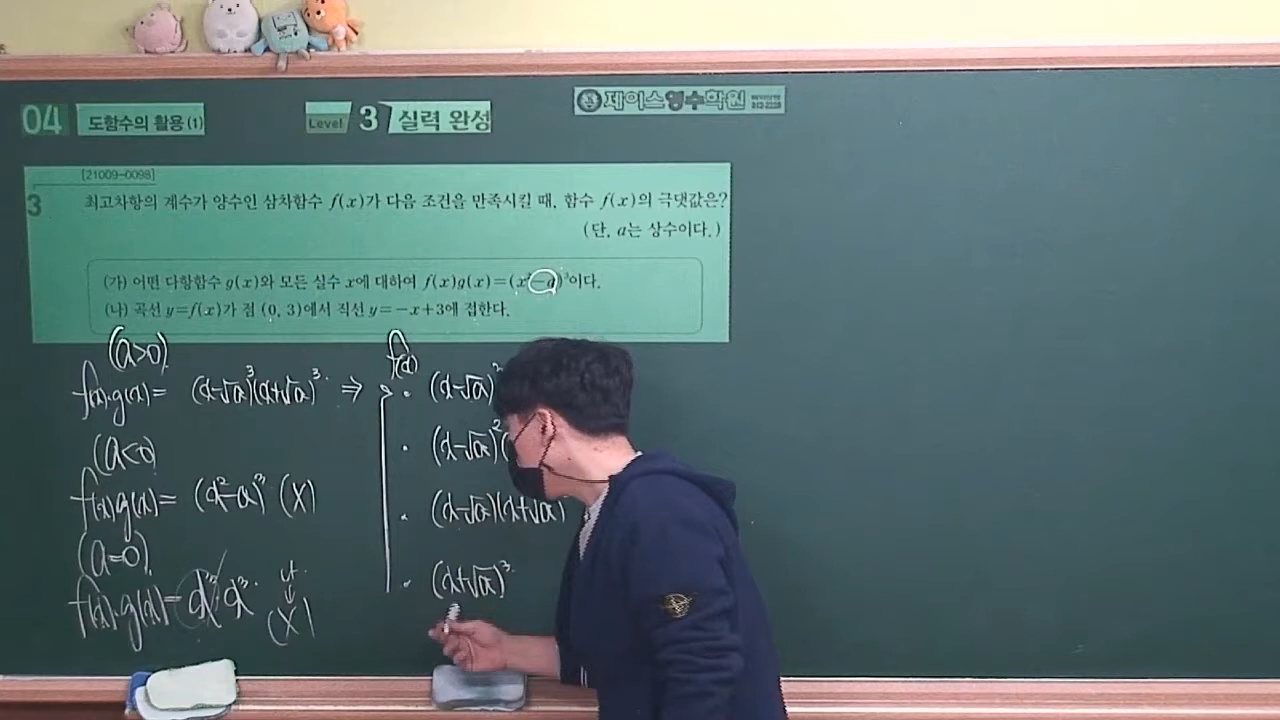 04 도함수의 활용 (1)
Level 3 실력 완성
제이스영수학원
[21009-0098]
3 최고차항의 계수가 양수인 삼차함수 f(x)가 다음 조건을 만족시킬 때, 함수 f(x)의 극댓값은?
(단, a는 상수이다.)
(가) 어떤 다항함수 g(x)와 모든 실수 x에 대하여 f(x)g(x)=(x²-a)³이다.
(나) 곡선 y=f(x)가 점 (0, 3)에서 직선 y=-x+3에 접한다.
(a>0).
f(x)·g(x)= (x-√a)³(x+√a)³. ⇒
(a<0)
f(x)g(x)= (x²-a)³ (X)
(a=0).
f(x)·g(x)= x³ x³. 나. (X)
f(x)
· (x-√a)
· (x-√a)²(
· (x-√a)(x+√a)
· (x+√a)³.